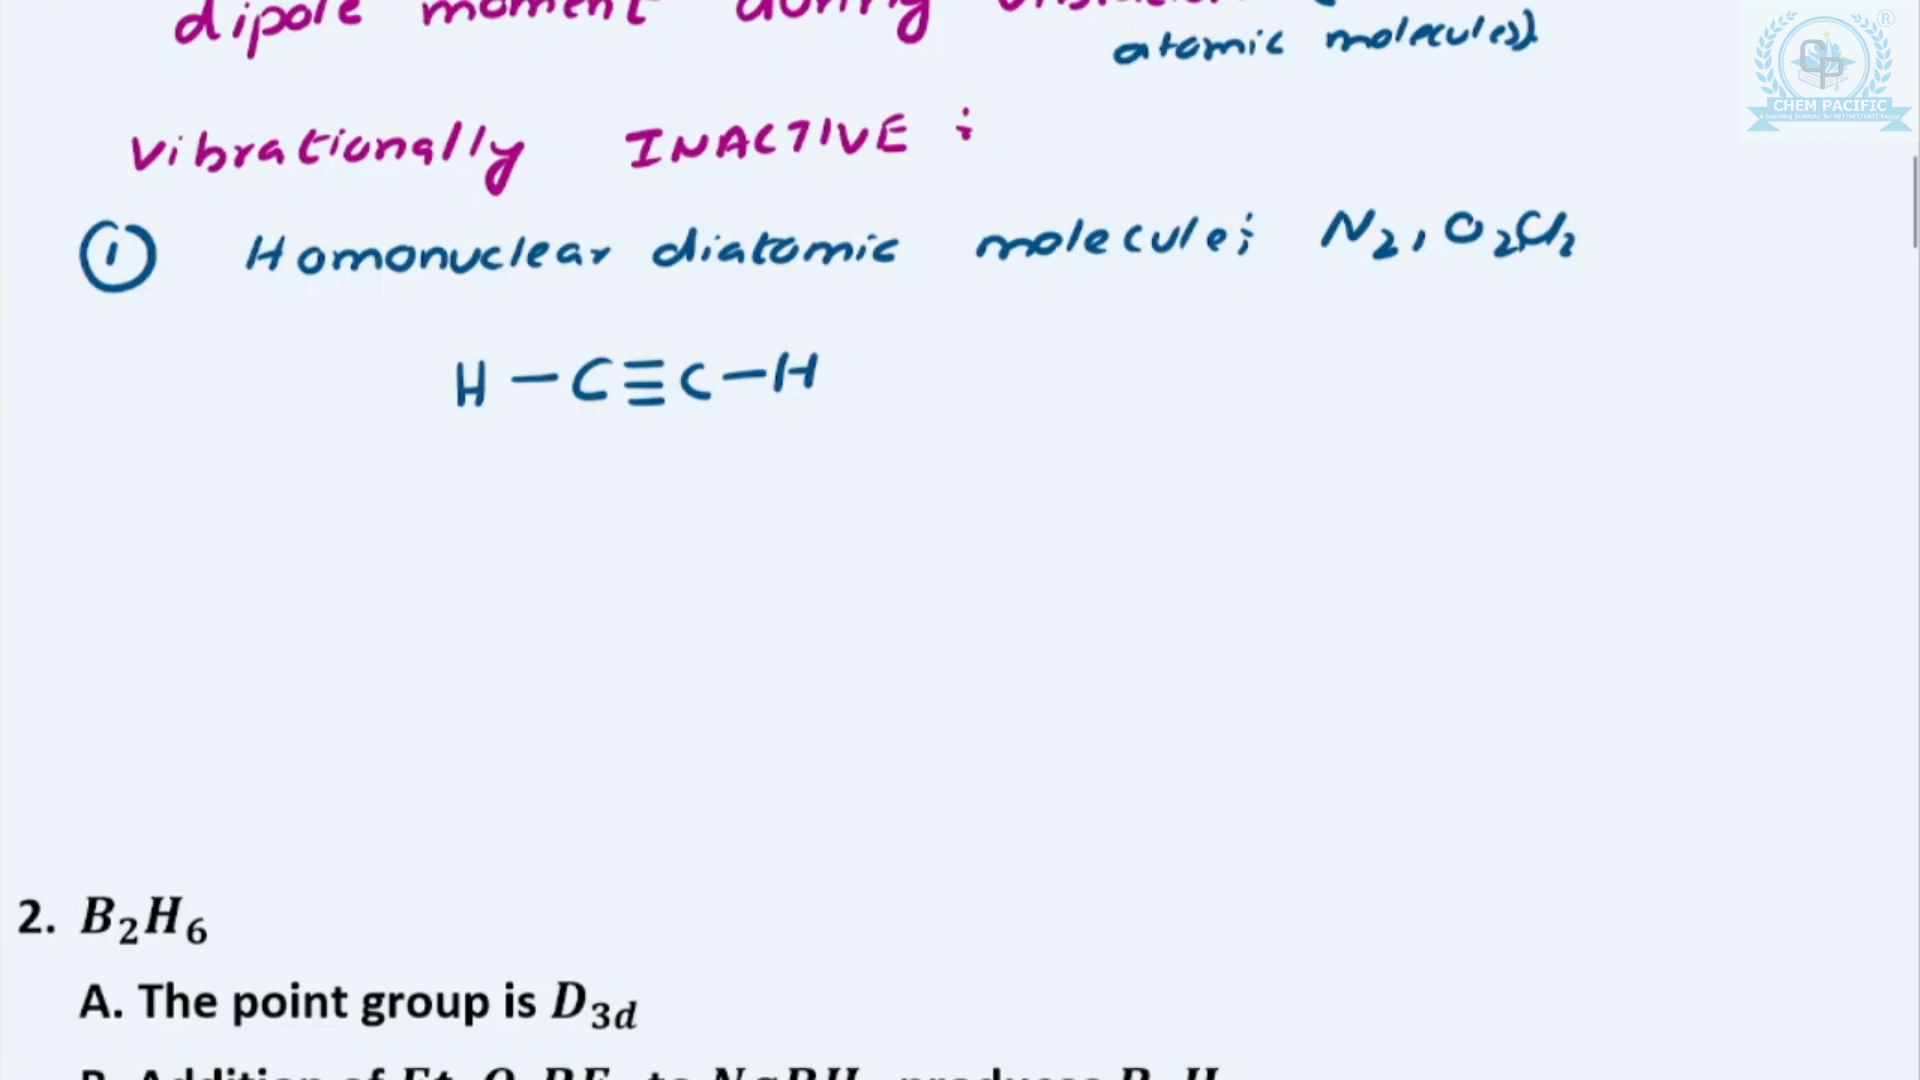 dipole moment during
atomic molecules)
CHEM PACIFIC
®
Vibrationally INACTIVE :
① Homonuclear diatomic molecule; N₂, O₂ Cl₂
H - C ≡ C - H
2. B₂H₆
A. The point group is D₃d